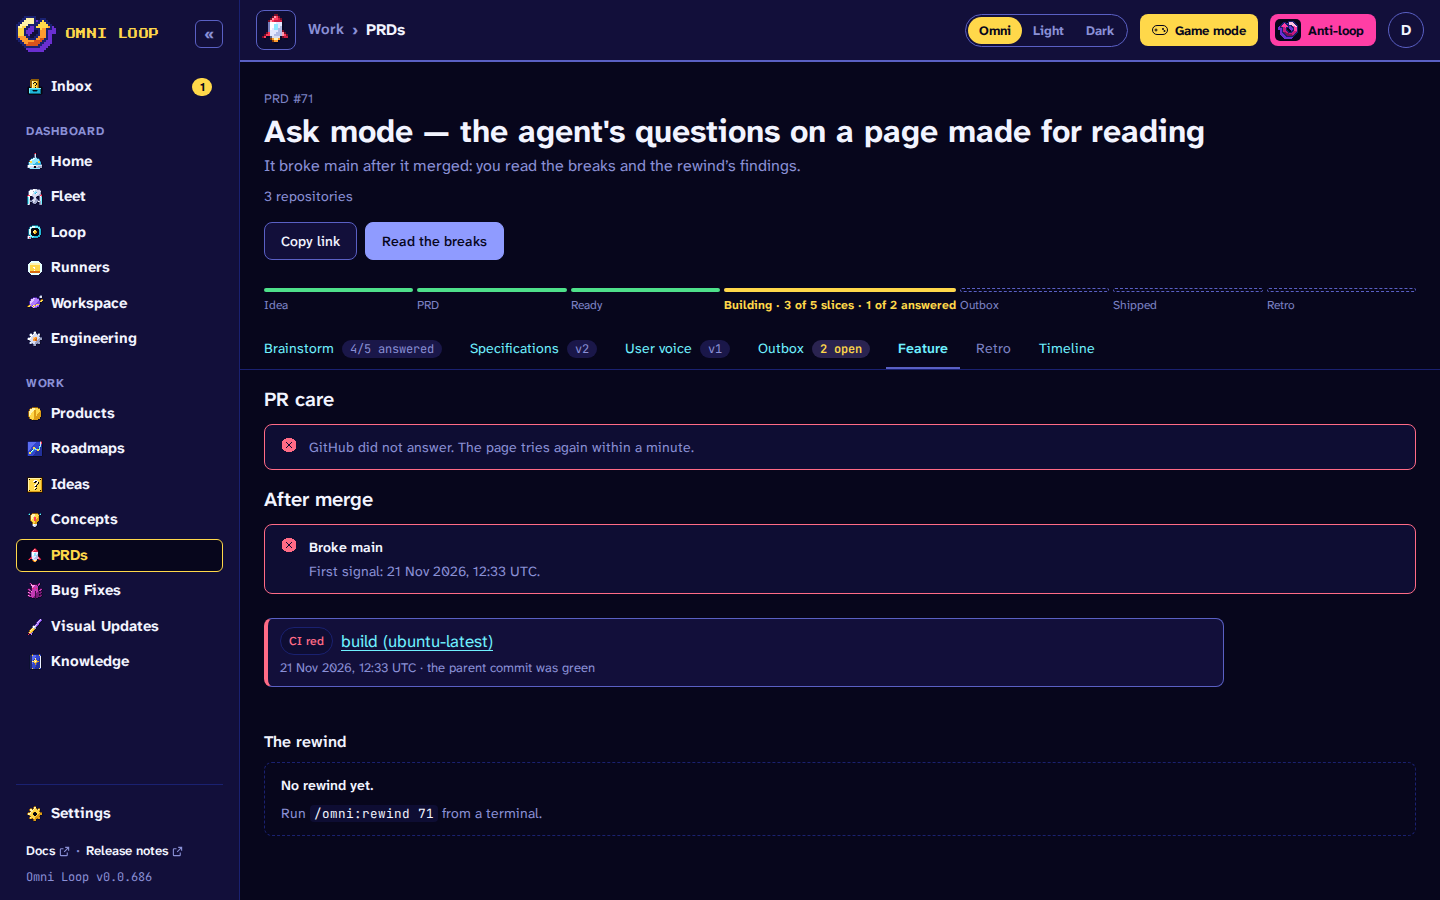 OMNI LOOP
«
Inbox
1
DASHBOARD
Home
Fleet
Loop
Runners
Workspace
Engineering
WORK
Products
Roadmaps
Ideas
Concepts
PRDs
Bug Fixes
Visual Updates
Knowledge
Settings
Docs · Release notes
Omni Loop v0.0.686
Work › PRDs
Omni Light Dark
Game mode
Anti-loop
D
PRD #71
Ask mode — the agent's questions on a page made for reading
It broke main after it merged: you read the breaks and the rewind’s findings.
3 repositories
Copy link
Read the breaks
Idea
PRD
Ready
Building · 3 of 5 slices · 1 of 2 answered
Outbox
Shipped
Retro
Brainstorm 4/5 answered
Specifications v2
User voice v1
Outbox 2 open
Feature
Retro
Timeline
PR care
GitHub did not answer. The page tries again within a minute.
After merge
Broke main
First signal: 21 Nov 2026, 12:33 UTC.
CI red build (ubuntu-latest)
21 Nov 2026, 12:33 UTC · the parent commit was green
The rewind
No rewind yet.
Run /omni:rewind 71 from a terminal.